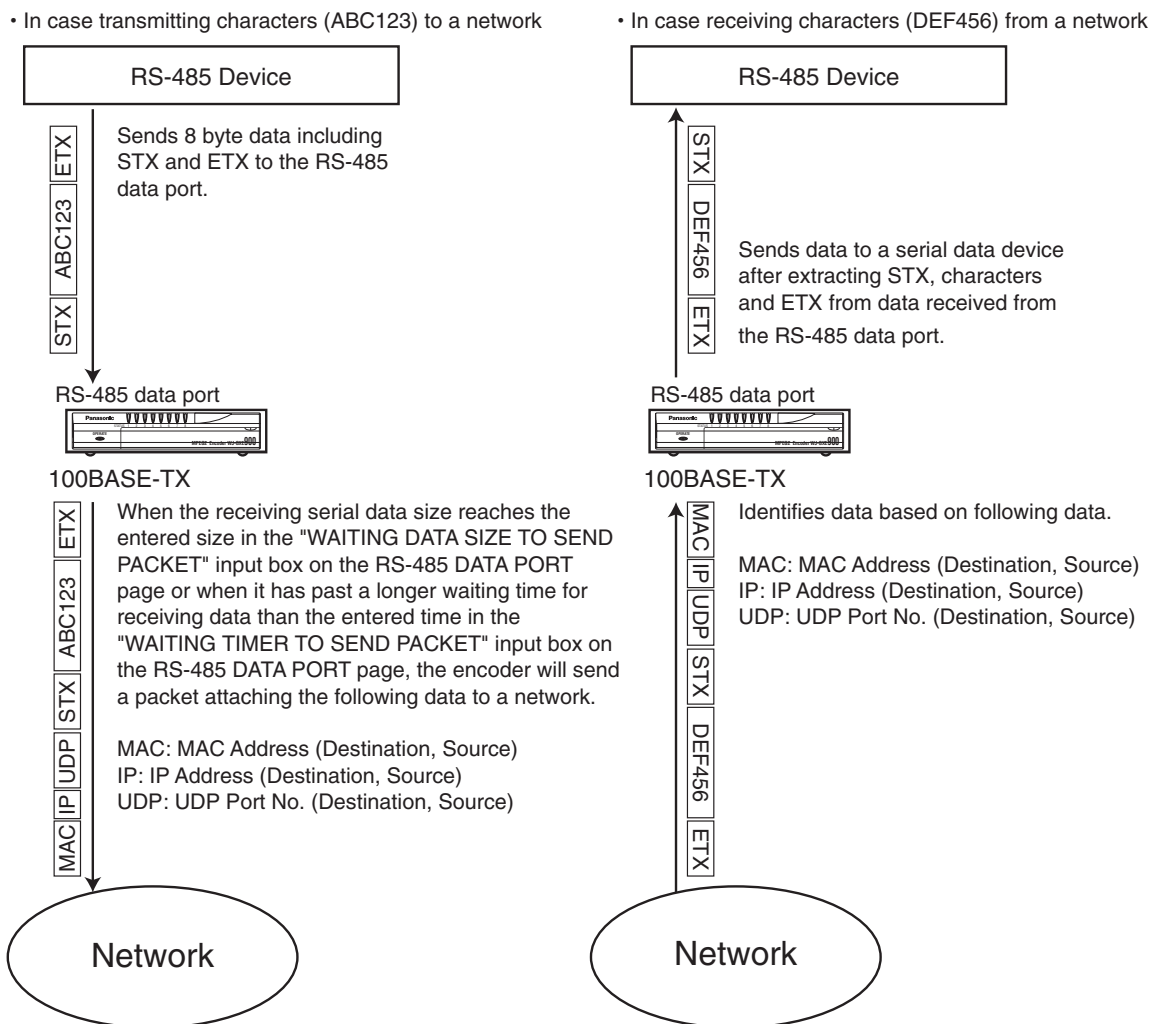 • In case transmitting characters (ABC123) to a network
RS-485 Device
ETX
ABC123
STX
Sends 8 byte data including
STX and ETX to the RS-485
data port.
RS-485 data port
Panasonic
100BASE-TX
ETX
ABC123
STX
UDP
IP
MAC
When the receiving serial data size reaches the
entered size in the "WAITING DATA SIZE TO SEND
PACKET" input box on the RS-485 DATA PORT
page or when it has past a longer waiting time for
receiving data than the entered time in the
"WAITING TIMER TO SEND PACKET" input box on
the RS-485 DATA PORT page, the encoder will send
a packet attaching the following data to a network.
MAC: MAC Address (Destination, Source)
IP: IP Address (Destination, Source)
UDP: UDP Port No. (Destination, Source)
Network
• In case receiving characters (DEF456) from a network
RS-485 Device
STX
DEF456
ETX
Sends data to a serial data device
after extracting STX, characters
and ETX from data received from
the RS-485 data port.
RS-485 data port
Panasonic
100BASE-TX
MAC
IP
UDP
STX
DEF456
ETX
Identifies data based on following data.
MAC: MAC Address (Destination, Source)
IP: IP Address (Destination, Source)
UDP: UDP Port No. (Destination, Source)
Network